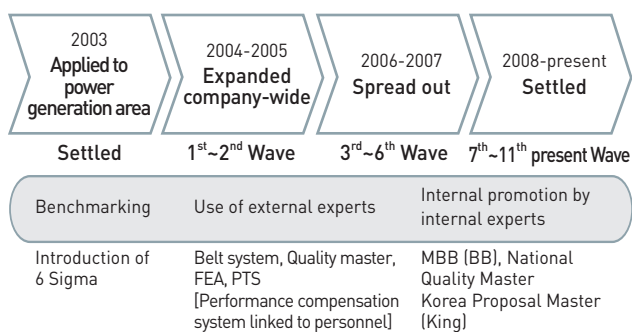 2003
Applied to
power
generation area
2004-2005
Expanded
company-wide
2006-2007
Spread out
2008-present
Settled
Settled
1st~2nd Wave
3rd~6th Wave
7th~11th present Wave
Benchmarking
Use of external experts
Internal promotion by
internal experts
Introduction of
6 Sigma
Belt system, Quality master,
FEA, PTS
[Performance compensation
system linked to personnel]
MBB (BB), National
Quality Master
Korea Proposal Master
(King)